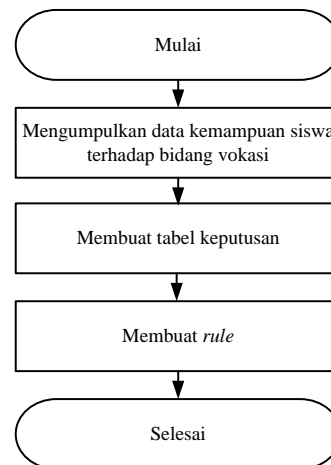 Mulai
Mengumpulkan data kemampuan siswa
terhadap bidang vokasi
Membuat tabel keputusan
Membuat rule
Selesai